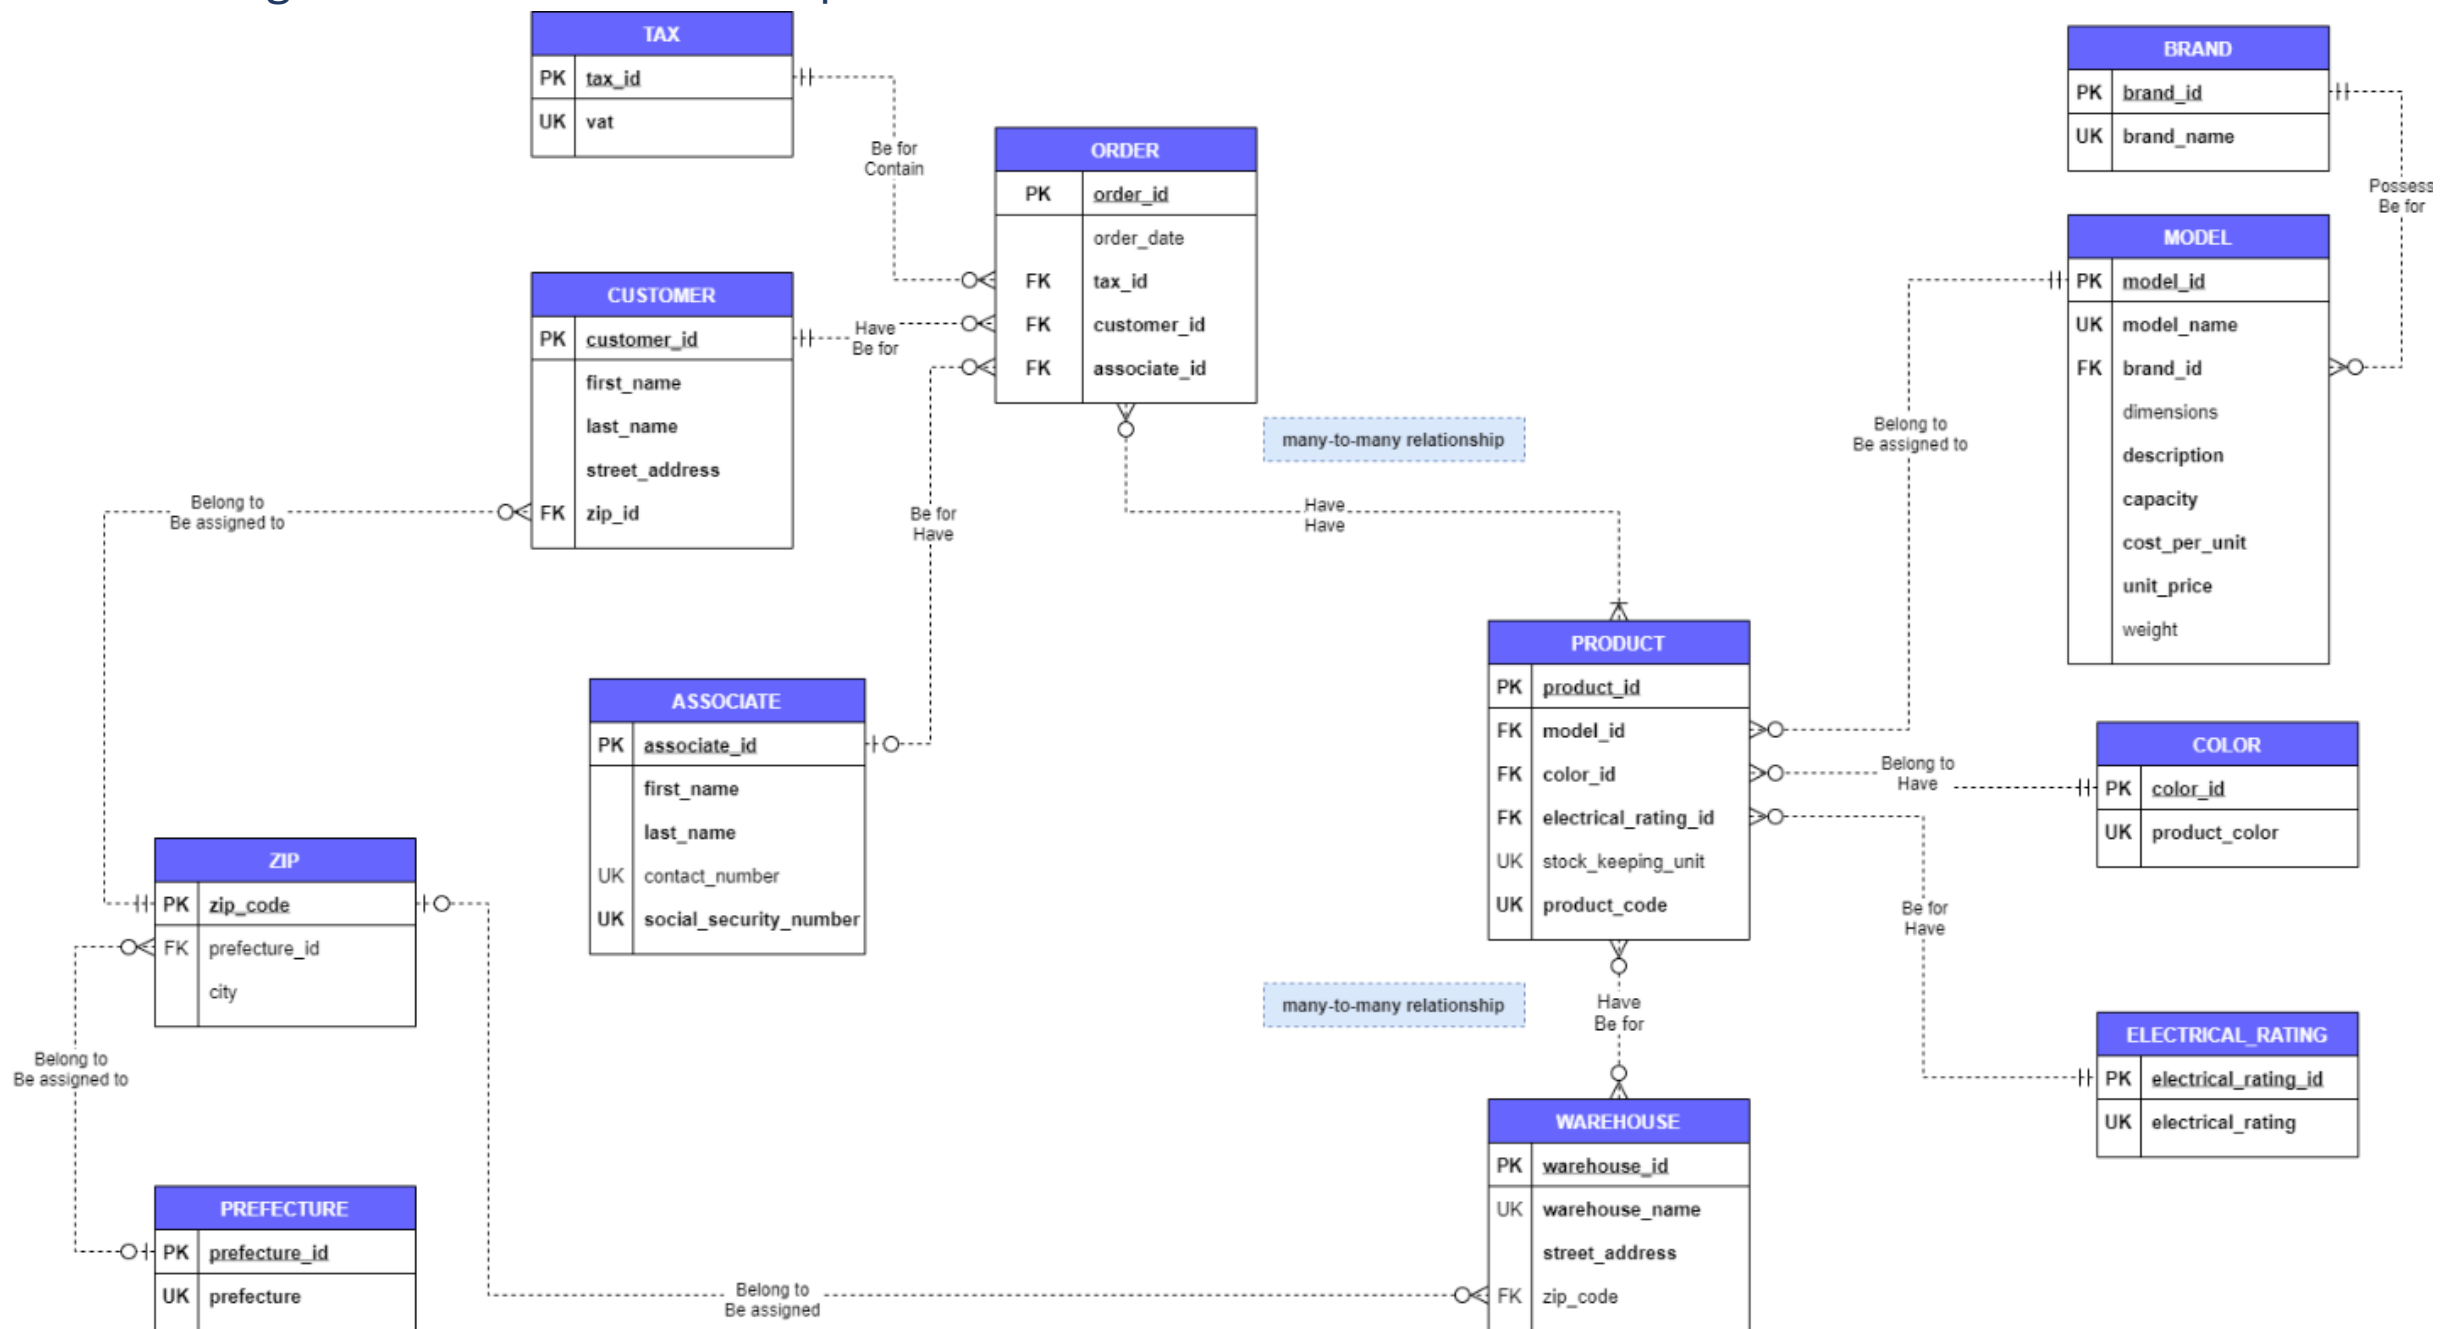 TAX
PK tax_id
UK vat
BRAND
PK brand_id
UK brand_name
Be for
Contain
ORDER
PK order_id
order_date
FK tax_id
FK customer_id
FK associate_id
Possess
Be for
MODEL
PK model_id
UK model_name
FK brand_id
dimensions
description
capacity
cost_per_unit
unit_price
weight
CUSTOMER
PK customer_id
first_name
last_name
street_address
FK zip_id
Have
Be for
many-to-many relationship
Belong to
Be assigned to
Belong to
Be assigned to
Be for
Have
Have
Have
PRODUCT
PK product_id
FK model_id
FK color_id
FK electrical_rating_id
UK stock_keeping_unit
UK product_code
ASSOCIATE
PK associate_id
first_name
last_name
UK contact_number
UK social_security_number
COLOR
PK color_id
UK product_color
Belong to
Have
ZIP
PK zip_code
FK prefecture_id
city
Be for
Have
many-to-many relationship
Have
Be for
ELECTRICAL_RATING
PK electrical_rating_id
UK electrical_rating
Belong to
Be assigned to
WAREHOUSE
PK warehouse_id
UK warehouse_name
street_address
FK zip_code
PREFECTURE
PK prefecture_id
UK prefecture
Belong to
Be assigned